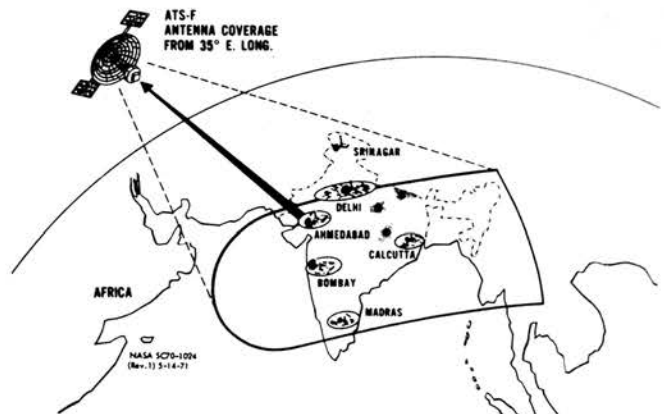 ATS-F
ANTENNA COVERAGE
FROM 35° E. LONG.
SRINAGAR
DELHI
AHMEDABAD
CALCUTTA
BOMBAY
AFRICA
MADRAS
NASA SC70-1024
(Rev. 1) 5-14-71